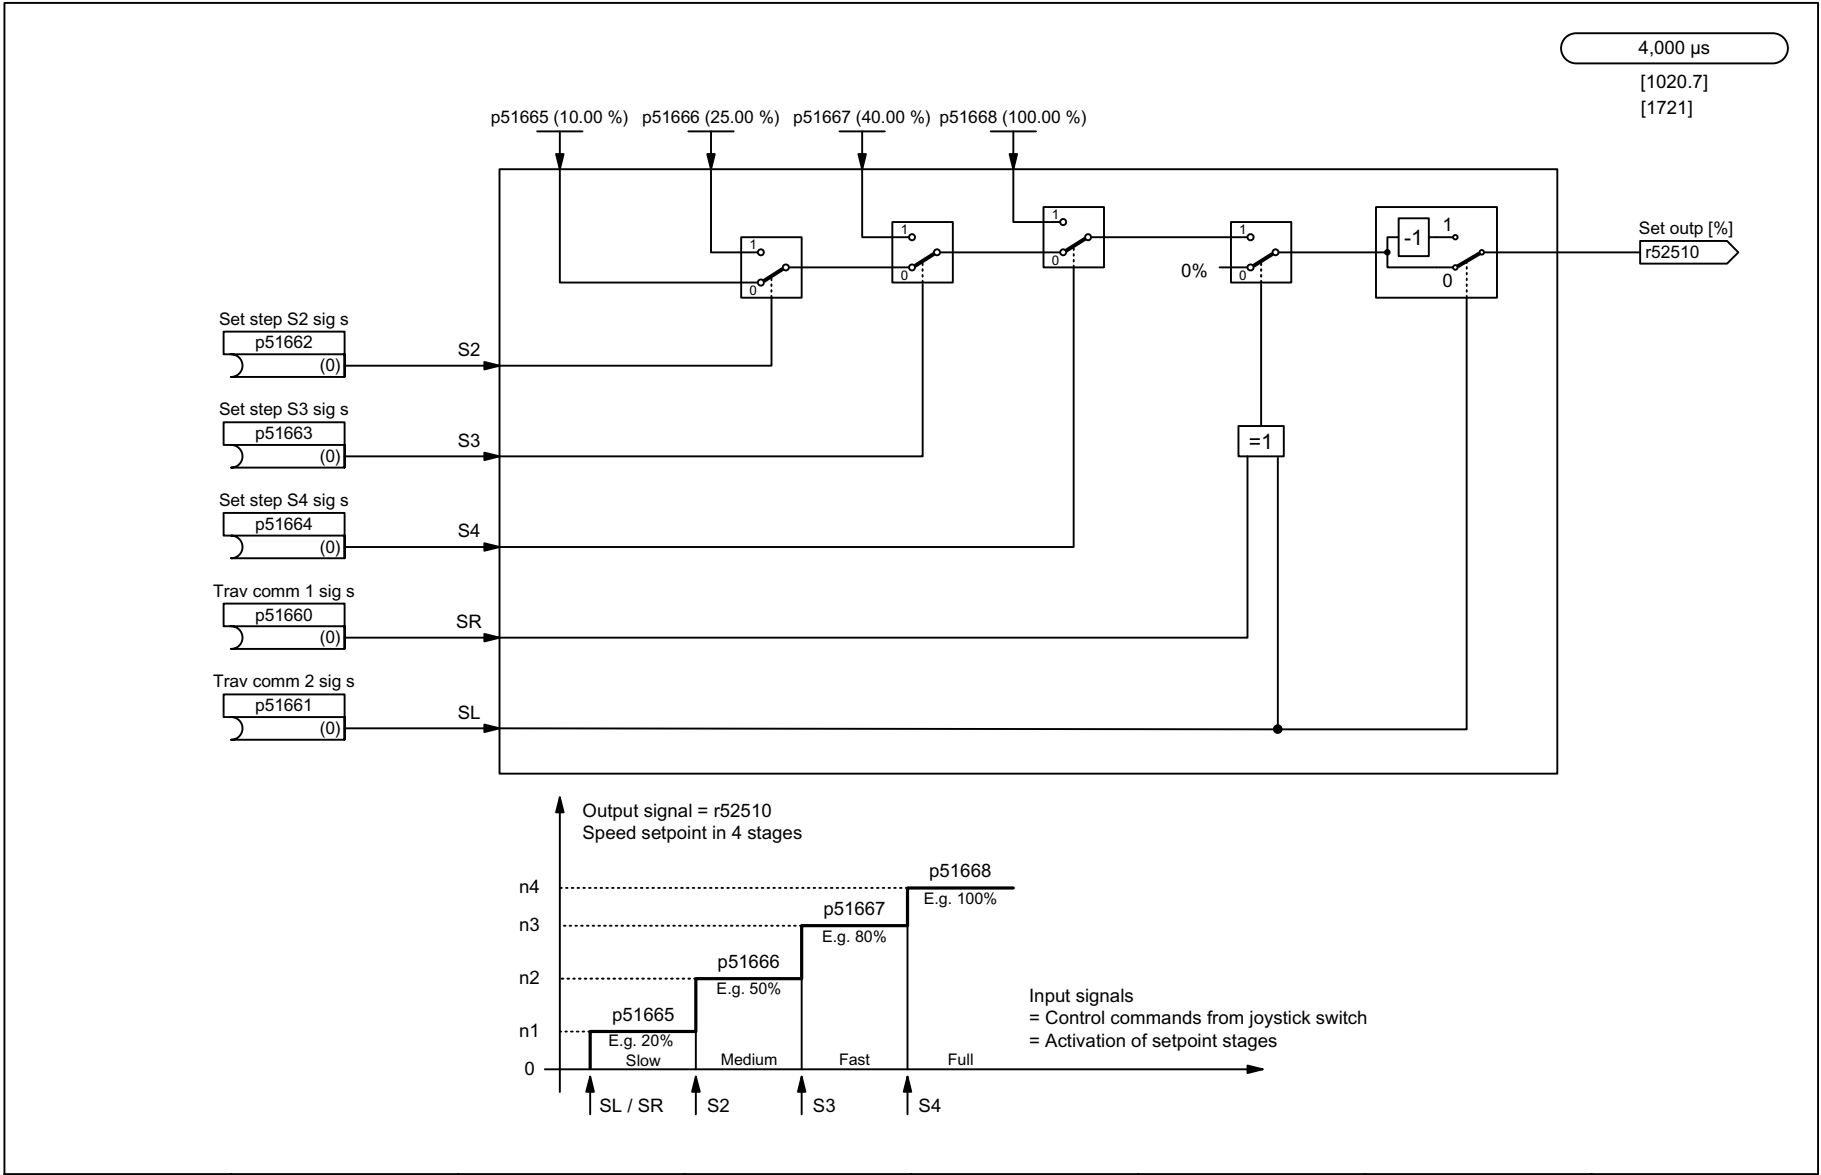 4,000 µs
[1020.7]
[1721]
p51665 (10.00 %) p51666 (25.00 %) p51667 (40.00 %) p51668 (100.00 %)
1
0
1
0
1
0
1
0% 0
-1 1
0
Set outp [%]
r52510
Set step S2 sig s
p51662
(0)
S2
Set step S3 sig s
p51663
(0)
S3
=1
Set step S4 sig s
p51664
(0)
S4
Trav comm 1 sig s
p51660
(0)
SR
Trav comm 2 sig s
p51661
(0)
SL
Output signal = r52510
Speed setpoint in 4 stages
n4
p51668
E.g. 100%
n3
p51667
E.g. 80%
n2
p51666
E.g. 50%
n1
p51665
E.g. 20%
0
Slow Medium Fast Full
SL / SR S2 S3 S4
Input signals
= Control commands from joystick switch
= Activation of setpoint stages